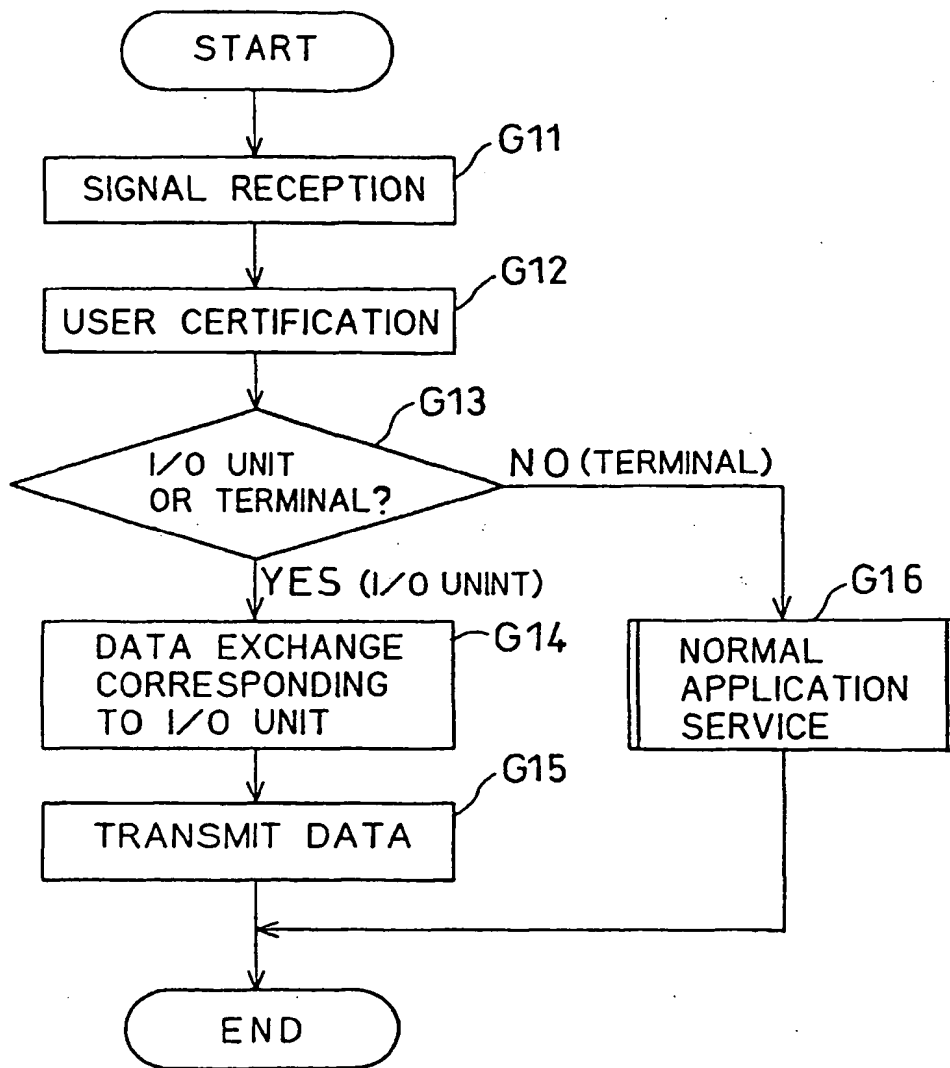 START
G11
SIGNAL RECEPTION
G12
USER CERTIFICATION
G13
I/O UNIT
OR TERMINAL?
NO (TERMINAL)
YES (I/O UNINT)
G16
G14
DATA EXCHANGE
CORRESPONDING
TO I/O UNIT
NORMAL
APPLICATION
SERVICE
G15
TRANSMIT DATA
END